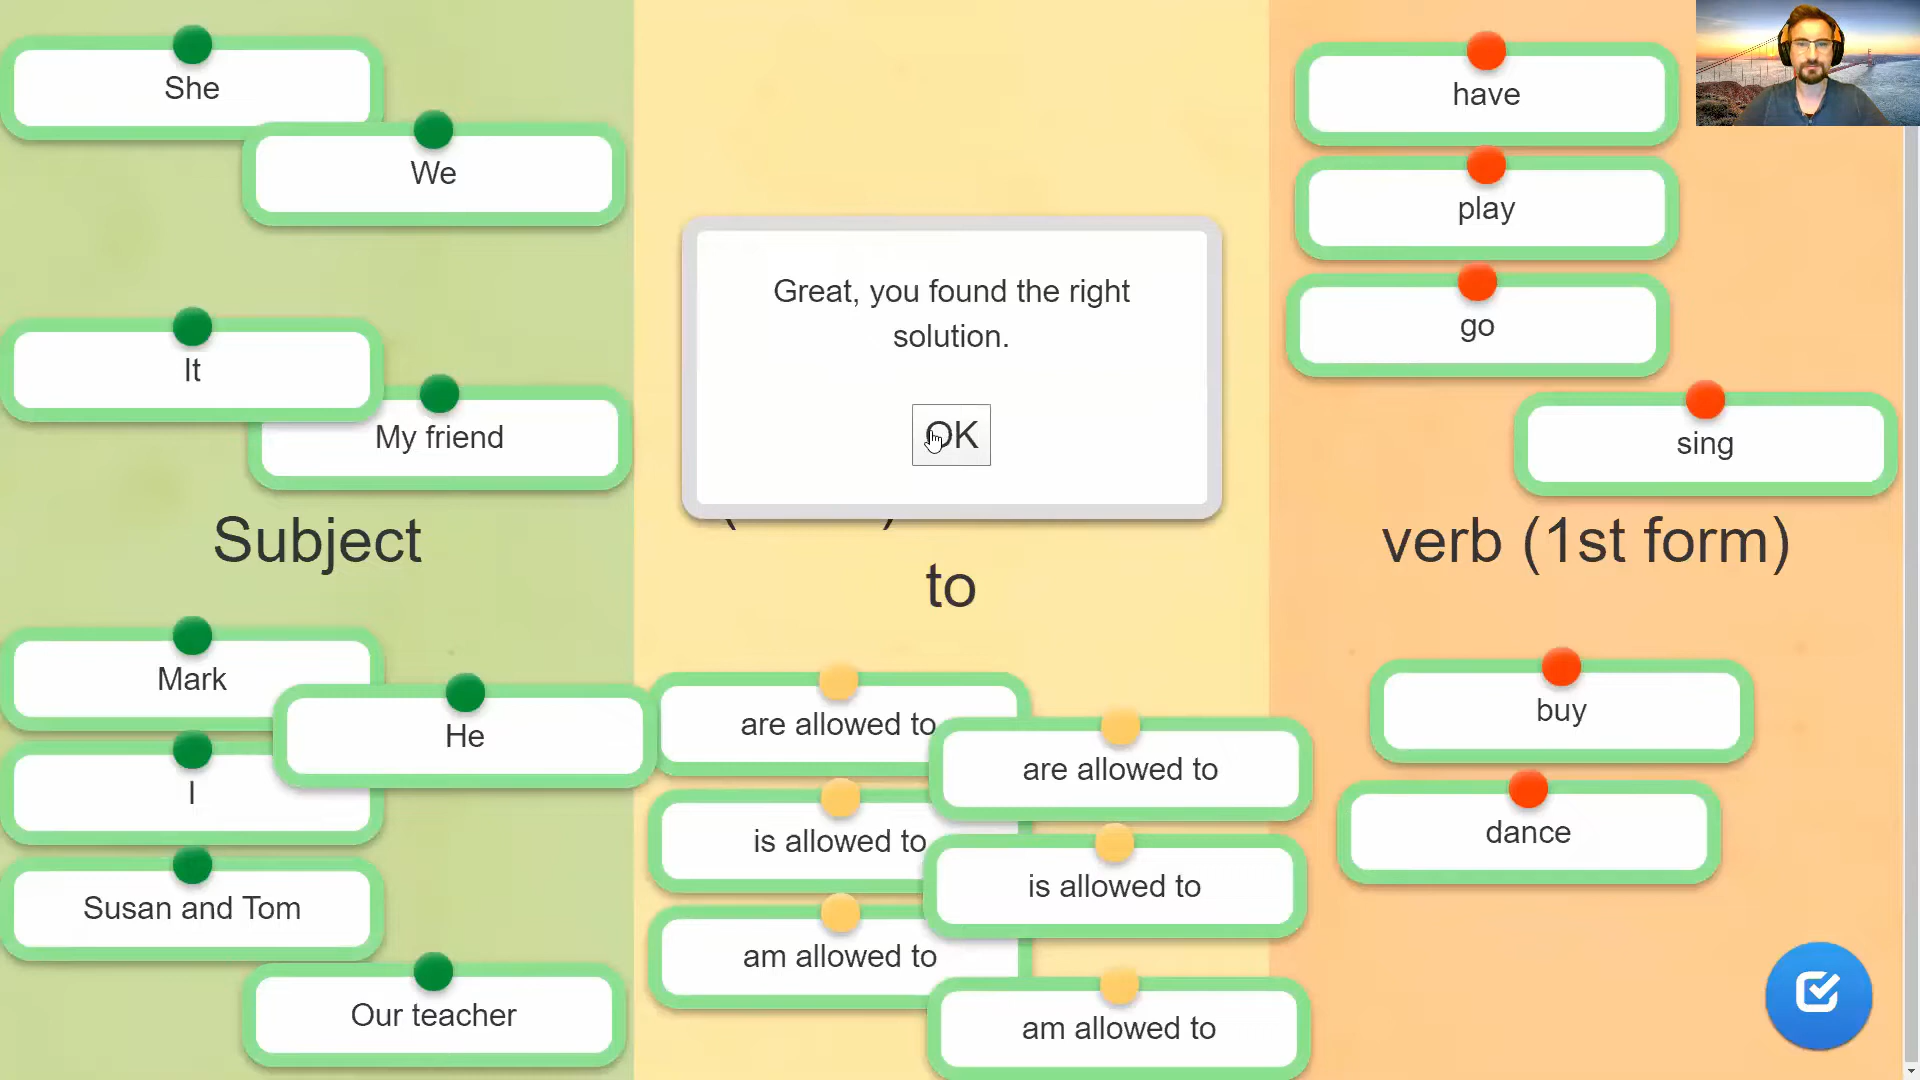 She
We
It
My friend
Subject
Mark
He
I
Susan and Tom
Our teacher
Great, you found the right
solution.
OK
to
are allowed to
are allowed to
is allowed to
is allowed to
am allowed to
am allowed to
have
play
go
sing
verb (1st form)
buy
dance